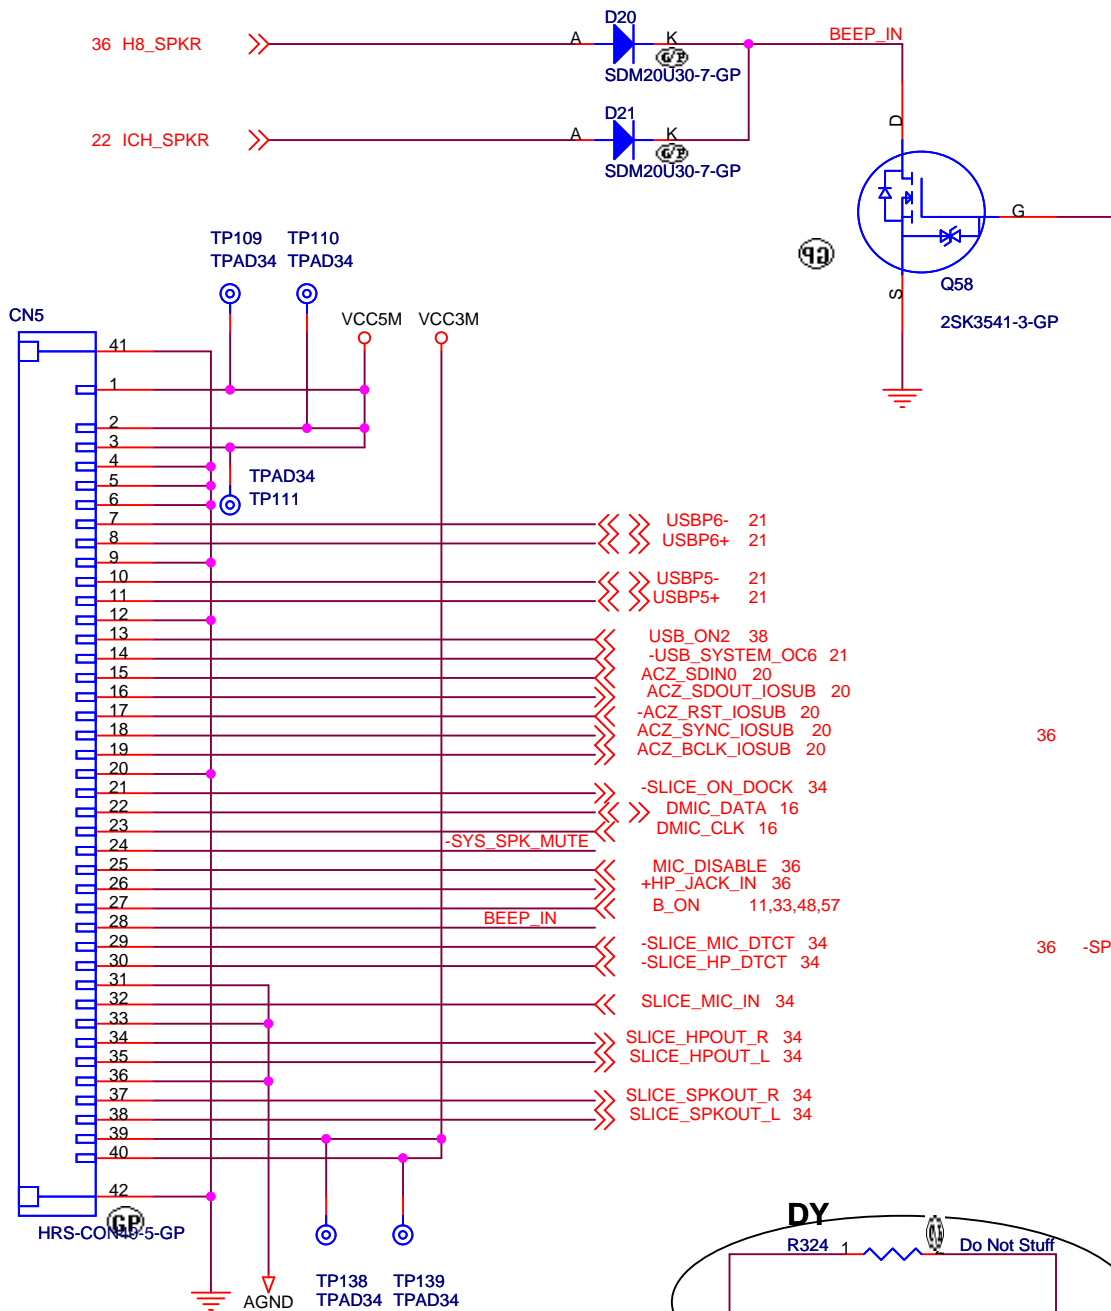 D20
36 H8_SPKR
A
K
BEEP_IN
G/P
SDM20U30-7-GP
D21
22 ICH_SPKR
A
K
G/P
SDM20U30-7-GP
D
G
S
GP
Q58
2SK3541-3-GP
TP109
TPAD34
TP110
TPAD34
CN5
VCC5M
VCC3M
41
1
2
3
4
5
6
TPAD34
TP111
7 USBP6- 21
8 USBP6+ 21
9
10 USBP5- 21
11 USBP5+ 21
12
13 USB_ON2 38
14 -USB_SYSTEM_OC6 21
15 ACZ_SDIN0 20
16 ACZ_SDOUT_IOSUB 20
17 -ACZ_RST_IOSUB 20
18 ACZ_SYNC_IOSUB 20
36
19 ACZ_BCLK_IOSUB 20
20
21 -SLICE_ON_DOCK 34
22 DMIC_DATA 16
23 DMIC_CLK 16
24 -SYS_SPK_MUTE
25 MIC_DISABLE 36
26 +HP_JACK_IN 36
27 B_ON 11,33,48,57
28 BEEP_IN
29 -SLICE_MIC_DTCT 34
36 -SP
30 -SLICE_HP_DTCT 34
31
32 SLICE_MIC_IN 34
33
34 SLICE_HPOUT_R 34
35 SLICE_HPOUT_L 34
36
37 SLICE_SPKOUT_R 34
38 SLICE_SPKOUT_L 34
39
40
42
GP
HRS-CON40-5-GP
AGND
TP138
TPAD34
TP139
TPAD34
DY
R324 1
Do Not Stuff